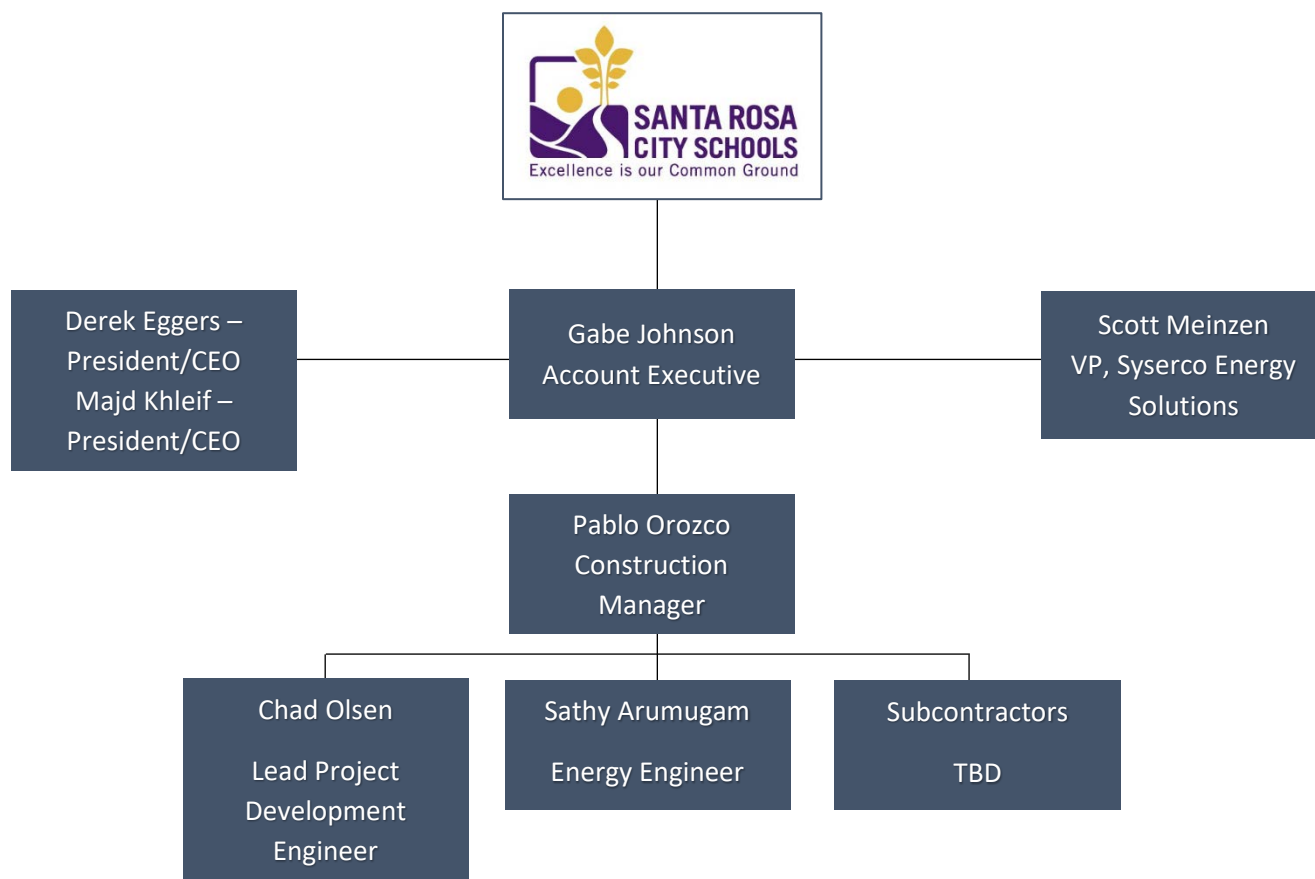 SANTA ROSA
CITY SCHOOLS
Excellence is our Common Ground
Derek Eggers –
President/CEO
Majd Khleif –
President/CEO
Gabe Johnson
Account Executive
Scott Meinzen
VP, Syserco Energy
Solutions
Pablo Orozco
Construction
Manager
Chad Olsen
Lead Project
Development
Engineer
Sathy Arumugam
Energy Engineer
Subcontractors
TBD